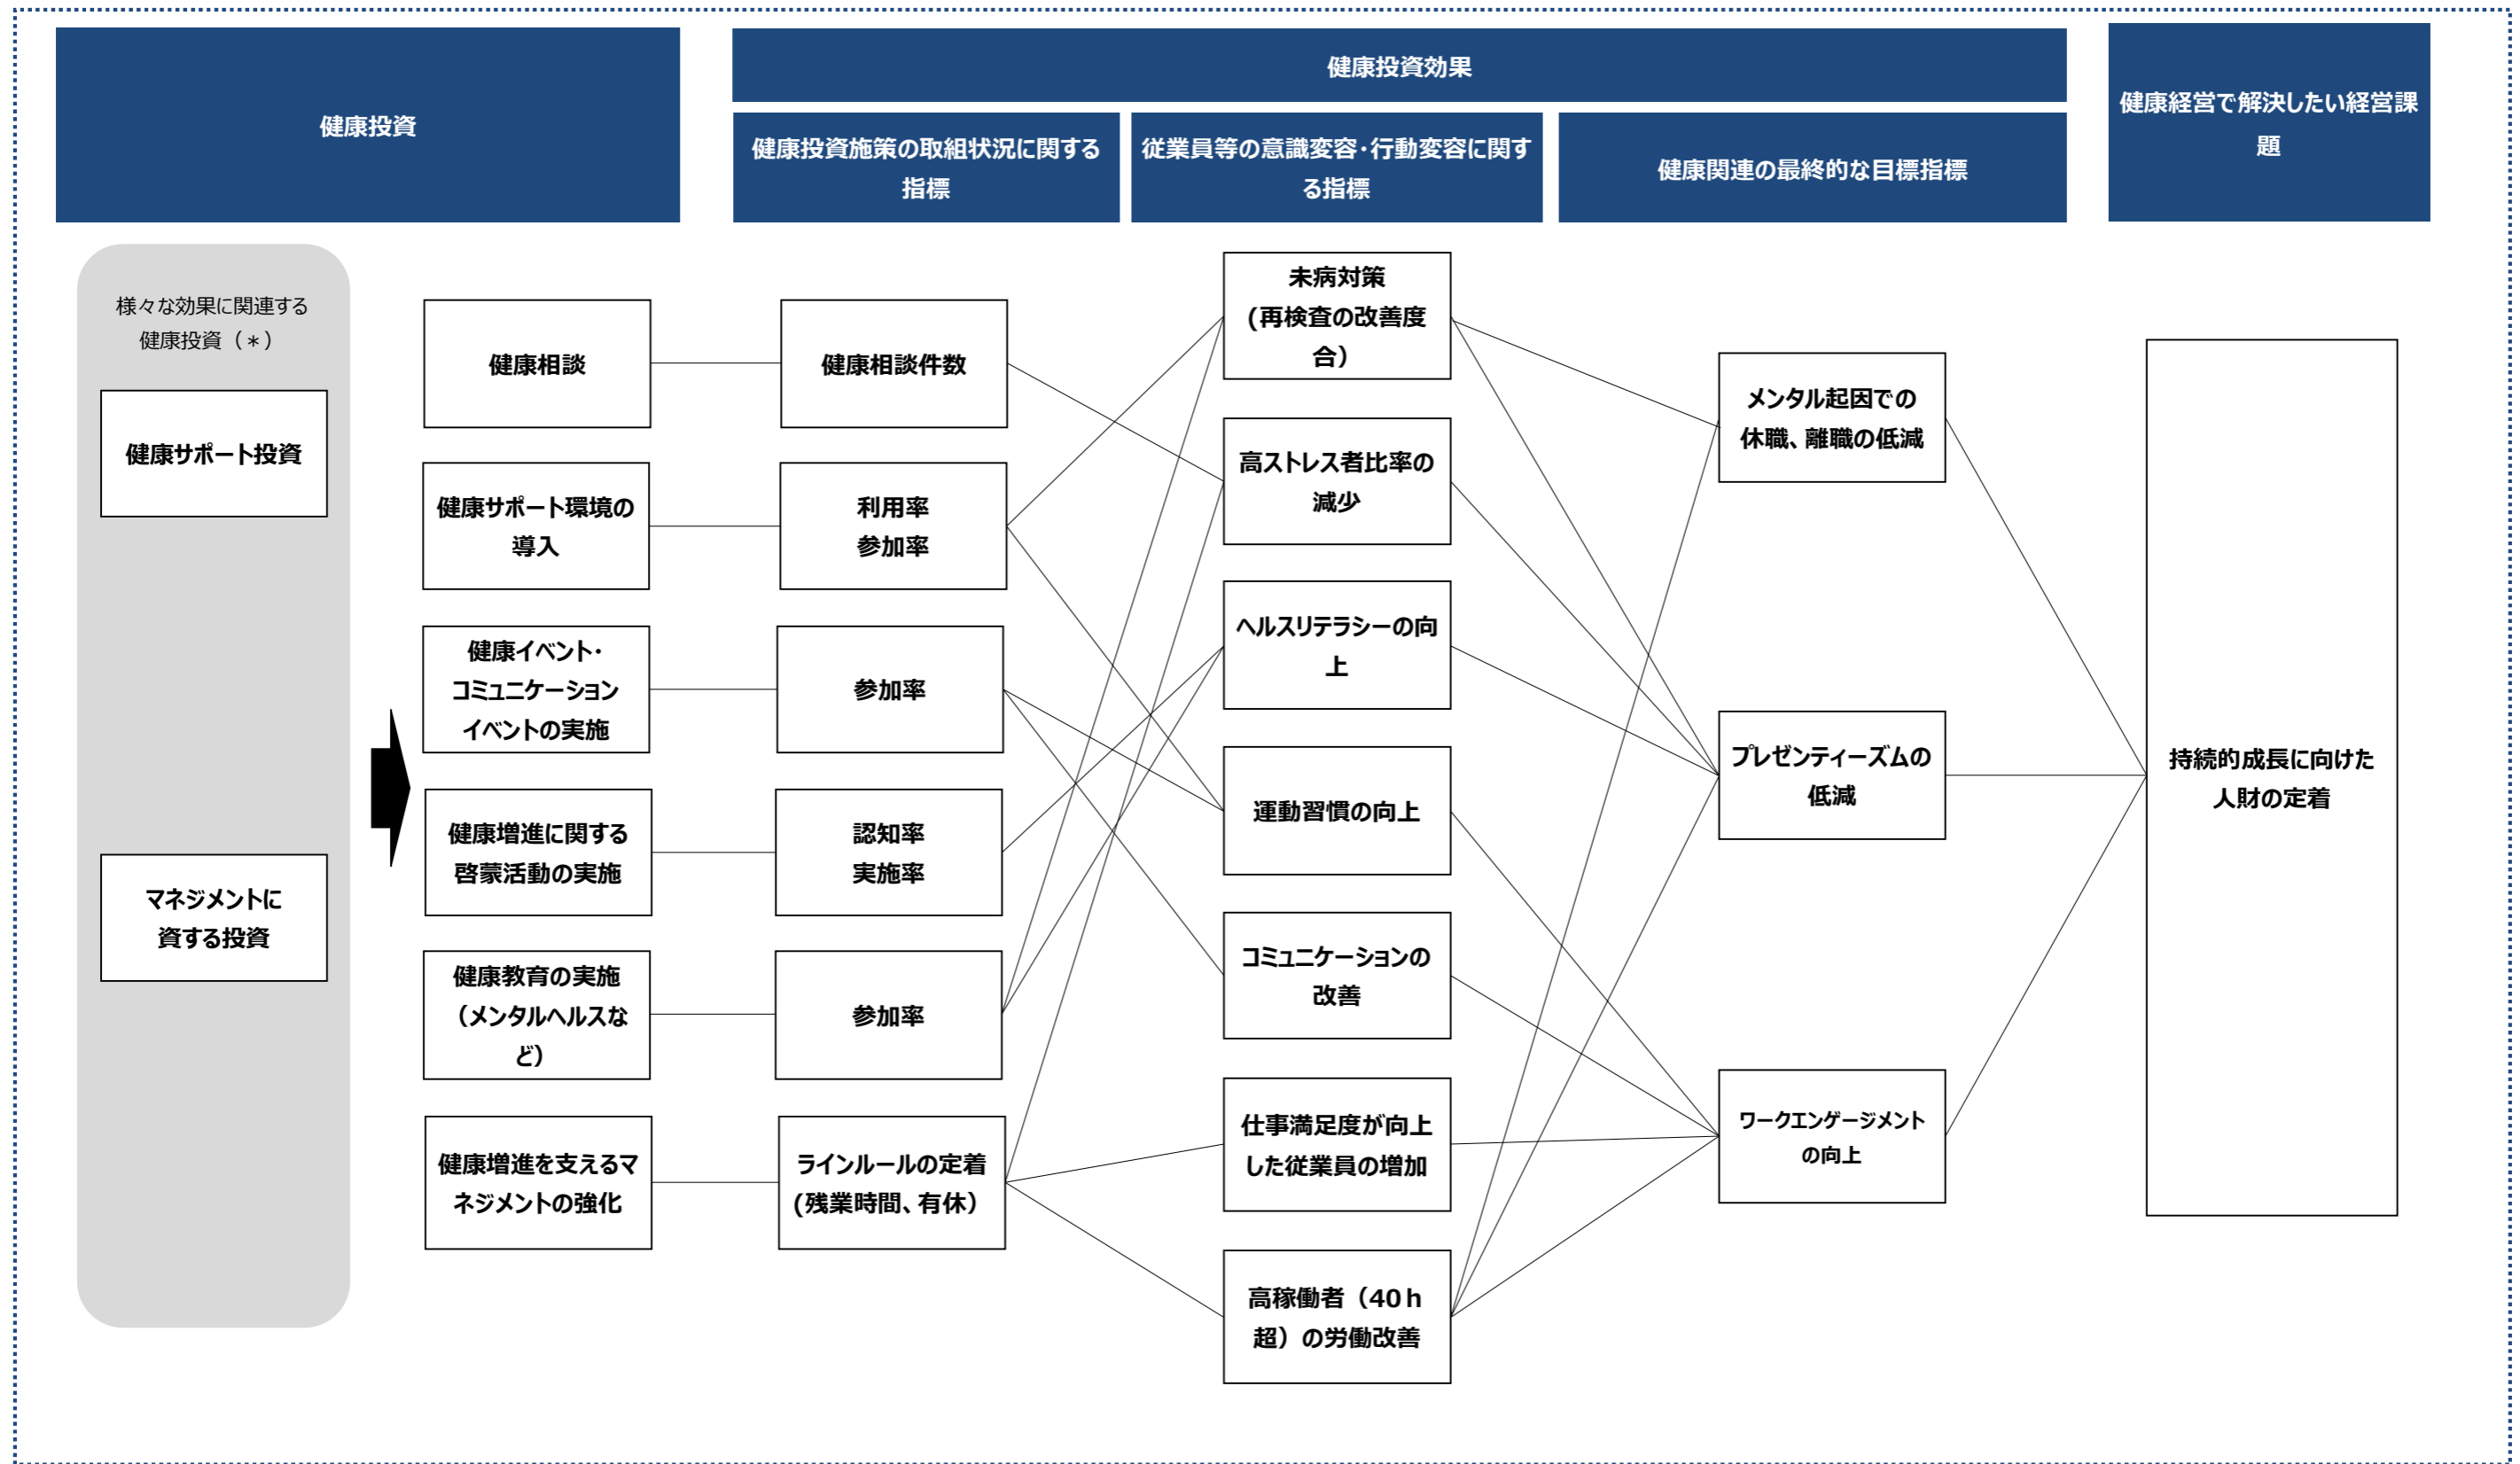 健康投資
健康投資効果
健康経営で解決したい経営課
題
健康投資施策の取組状況に関する
指標
従業員等の意識変容・行動変容に関す
る指標
健康関連の最終的な目標指標
様々な効果に関連する
健康投資（＊）
健康サポート投資
マネジメントに
資する投資
健康相談
健康サポート環境の
導入
健康イベント・
コミュニケーション
イベントの実施
健康増進に関する
啓蒙活動の実施
健康教育の実施
（メンタルヘルスな
ど）
健康増進を支えるマ
ネジメントの強化
健康相談件数
利用率
参加率
参加率
認知率
実施率
参加率
ラインルールの定着
(残業時間、有休）
未病対策
(再検査の改善度
合）
高ストレス者比率の
減少
ヘルスリテラシーの向
上
運動習慣の向上
コミュニケーションの
改善
仕事満足度が向上
した従業員の増加
高稼働者（40ｈ
超）の労働改善
メンタル起因での
休職、離職の低減
プレゼンティーズムの
低減
ワークエンゲージメント
の向上
持続的成長に向けた
人財の定着